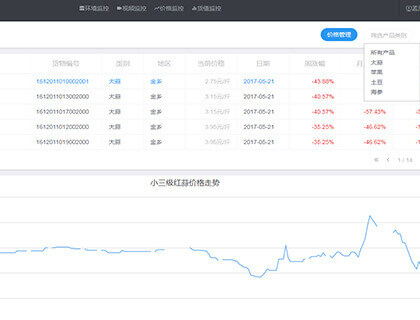 环境监控 视频监控 价格监控 货值监控
价格管理 筛选产品类别
所有产品
大蒜
苹果
土豆
海参
货物编号 类别 地区 当前价格 日期 周涨幅 月
1612011010002001 大蒜 金乡 2.75元/斤 2017-05-21 -43.88%
1612011013002000 大蒜 金乡 3.15元/斤 2017-05-21 -40.57%
1612011017002000 大蒜 金乡 3.15元/斤 2017-05-21 -40.57% -57.43%
1612011009002000 大蒜 金乡 3.95元/斤 2017-05-21 -35.25% -46.62%
1612011019002000 大蒜 金乡 3.95元/斤 2017-05-21 -35.25% -46.62%
1 / 14
小三级红蒜价格走势